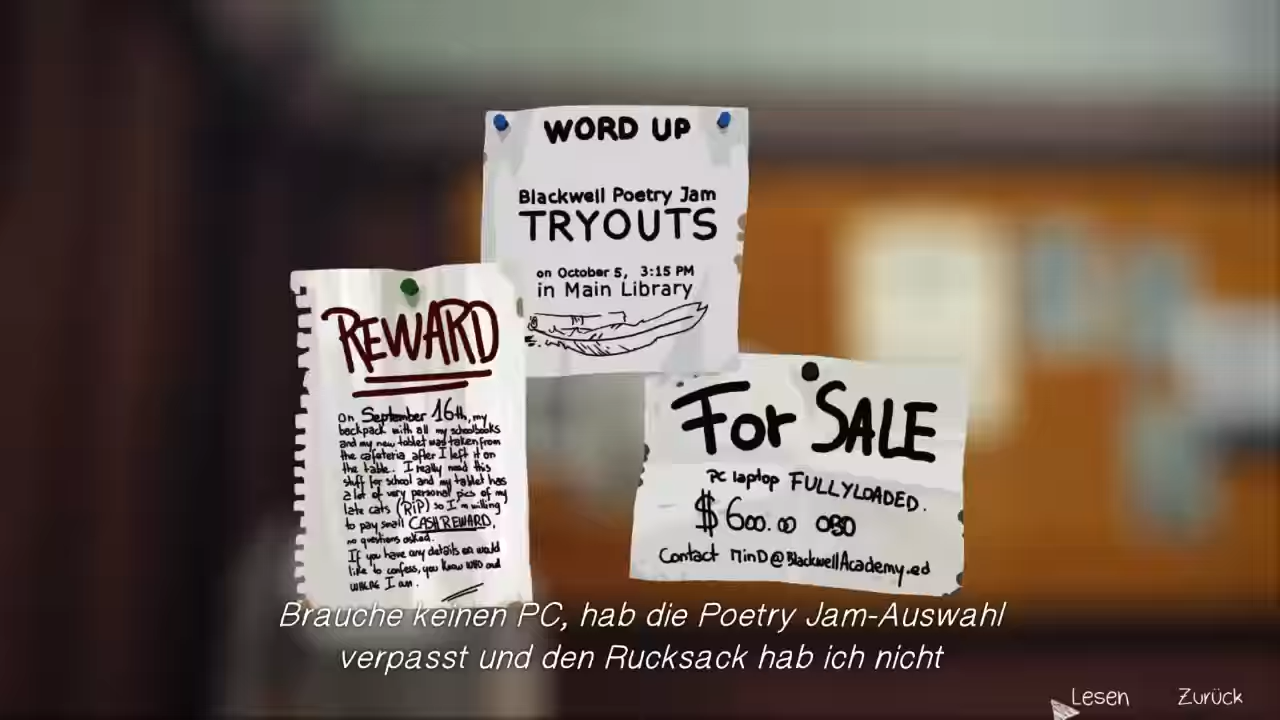 WORD UP
Blackwell Poetry Jam
TRYOUTS
on October 5, 3:15 PM
in Main Library
REWARD
On September 16th, my
backpack with all my schoolbooks
and my new tablet was taken from
the cafeteria after I left it on
the table. I really need this
stuff for school and my tablet has
a lot of very personal pics of my
late cats (RIP) so I'm willing
to pay small CASH REWARD,
no questions asked.
If you have any details or would
like to confess, you know WHO and
WHERE I am.
For SALE
PC laptop FULLY LOADED.
$600.00 OBO
Contact MinD@BlackwellAcademy.ed
Brauche keinen PC, hab die Poetry Jam-Auswahl
verpasst und den Rucksack hab ich nicht
Lesen Zurück